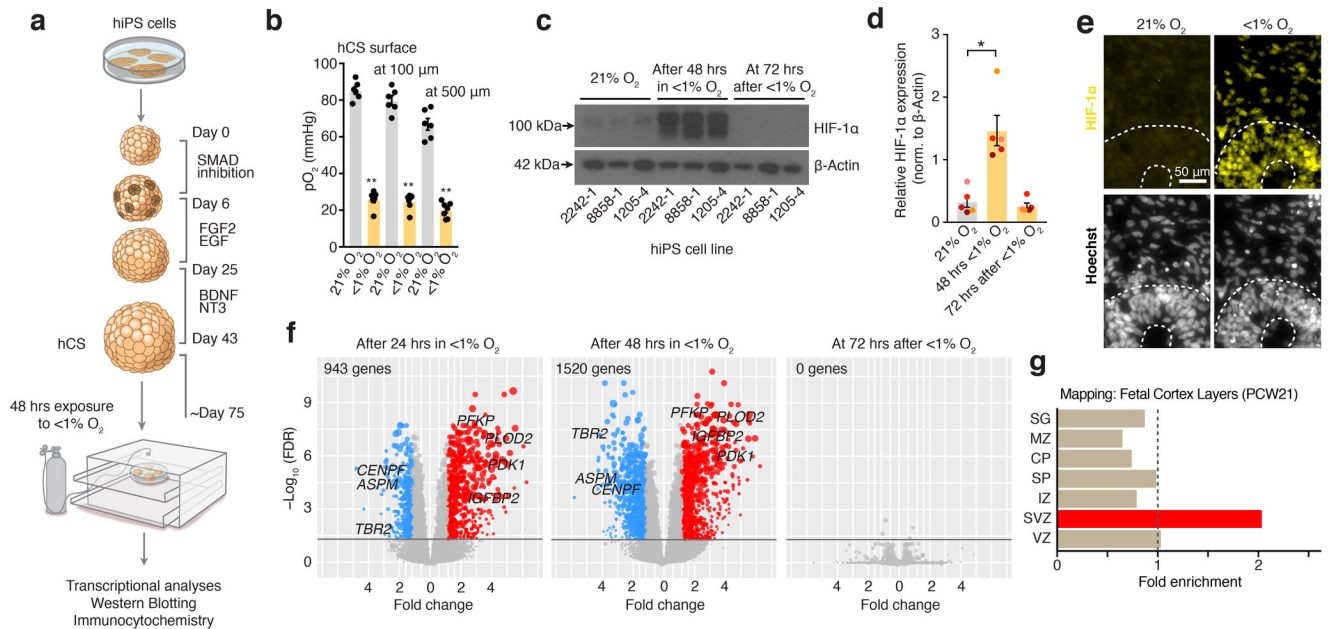 a
hiPS cells
Day 0
SMAD
inhibition
Day 6
FGF2
EGF
Day 25
BDNF
NT3
Day 43
hCS
~Day 75
48 hrs exposure
to <1% O2
Transcriptional analyses
Western Blotting
Immunocytochemistry
b
hCS surface
at 100 µm
at 500 µm
pO2 (mmHg)
100
80
60
40
20
0
** ** **
21% O2
<1% O2
21% O2
<1% O2
21% O2
<1% O2
c
21% O2
After 48 hrs
in <1% O2
At 72 hrs
after <1% O2
100 kDa
HIF-1α
42 kDa
β-Actin
2242-1
8858-1
1205-4
2242-1
8858-1
1205-4
2242-1
8858-1
1205-4
hiPS cell line
d
Relative HIF-1α expression
(norm. to β-Actin)
3
2
1
0
*
21% O2
48 hrs <1% O2
72 hrs after <1% O2
e
21% O2
<1% O2
HIF-1α
50 µm
Hoechst
f
After 24 hrs in <1% O2
After 48 hrs in <1% O2
At 72 hrs after <1% O2
943 genes
1520 genes
0 genes
–Log10 (FDR)
9
6
3
0
PFKP
PLOD2
PDK1
IGFBP2
CENPF
ASPM
TBR2
PFKP
PLOD2
TBR2
IGFBP2
PDK1
ASPM
CENPF
4 2 0 2 4
4 2 0 2 4
4 2 0 2 4
Fold change
Fold change
Fold change
g
Mapping: Fetal Cortex Layers (PCW21)
SG
MZ
CP
SP
IZ
SVZ
VZ
0 1 2
Fold enrichment